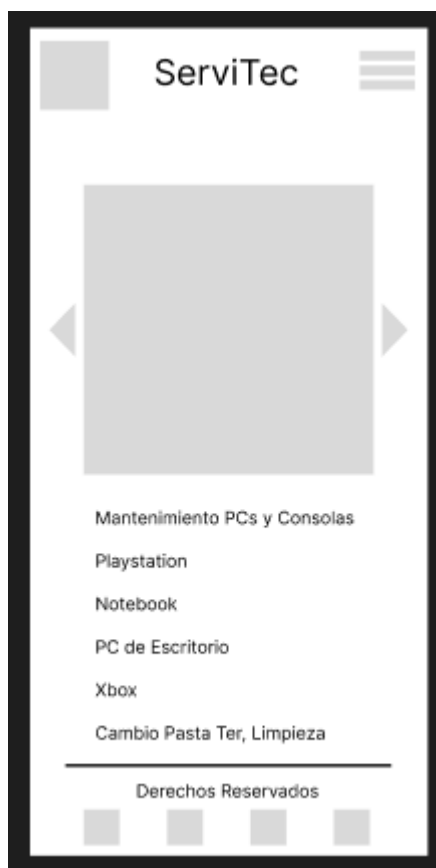 ServiTec
Mantenimiento PCs y Consolas
Playstation
Notebook
PC de Escritorio
Xbox
Cambio Pasta Ter, Limpieza
Derechos Reservados